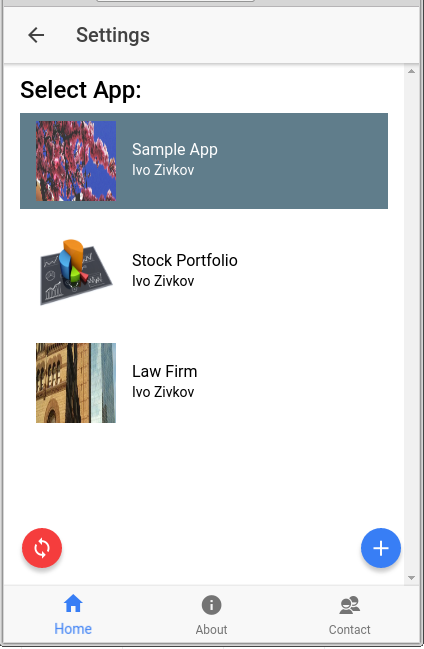 Settings
Select App:
Sample App
Ivo Zivkov
Stock Portfolio
Ivo Zivkov
Law Firm
Ivo Zivkov
Home
About
Contact